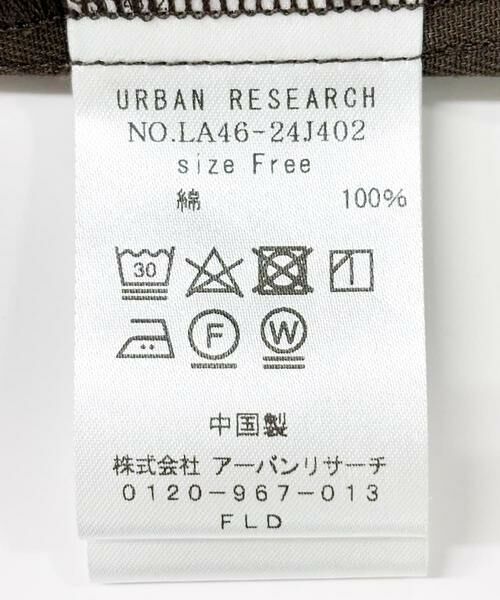 URBAN RESEARCH
NO.LA46-24J402
size Free
綿 100%
30
F W
中国製
株式会社 アーバンリサーチ
0120-967-013
FLD